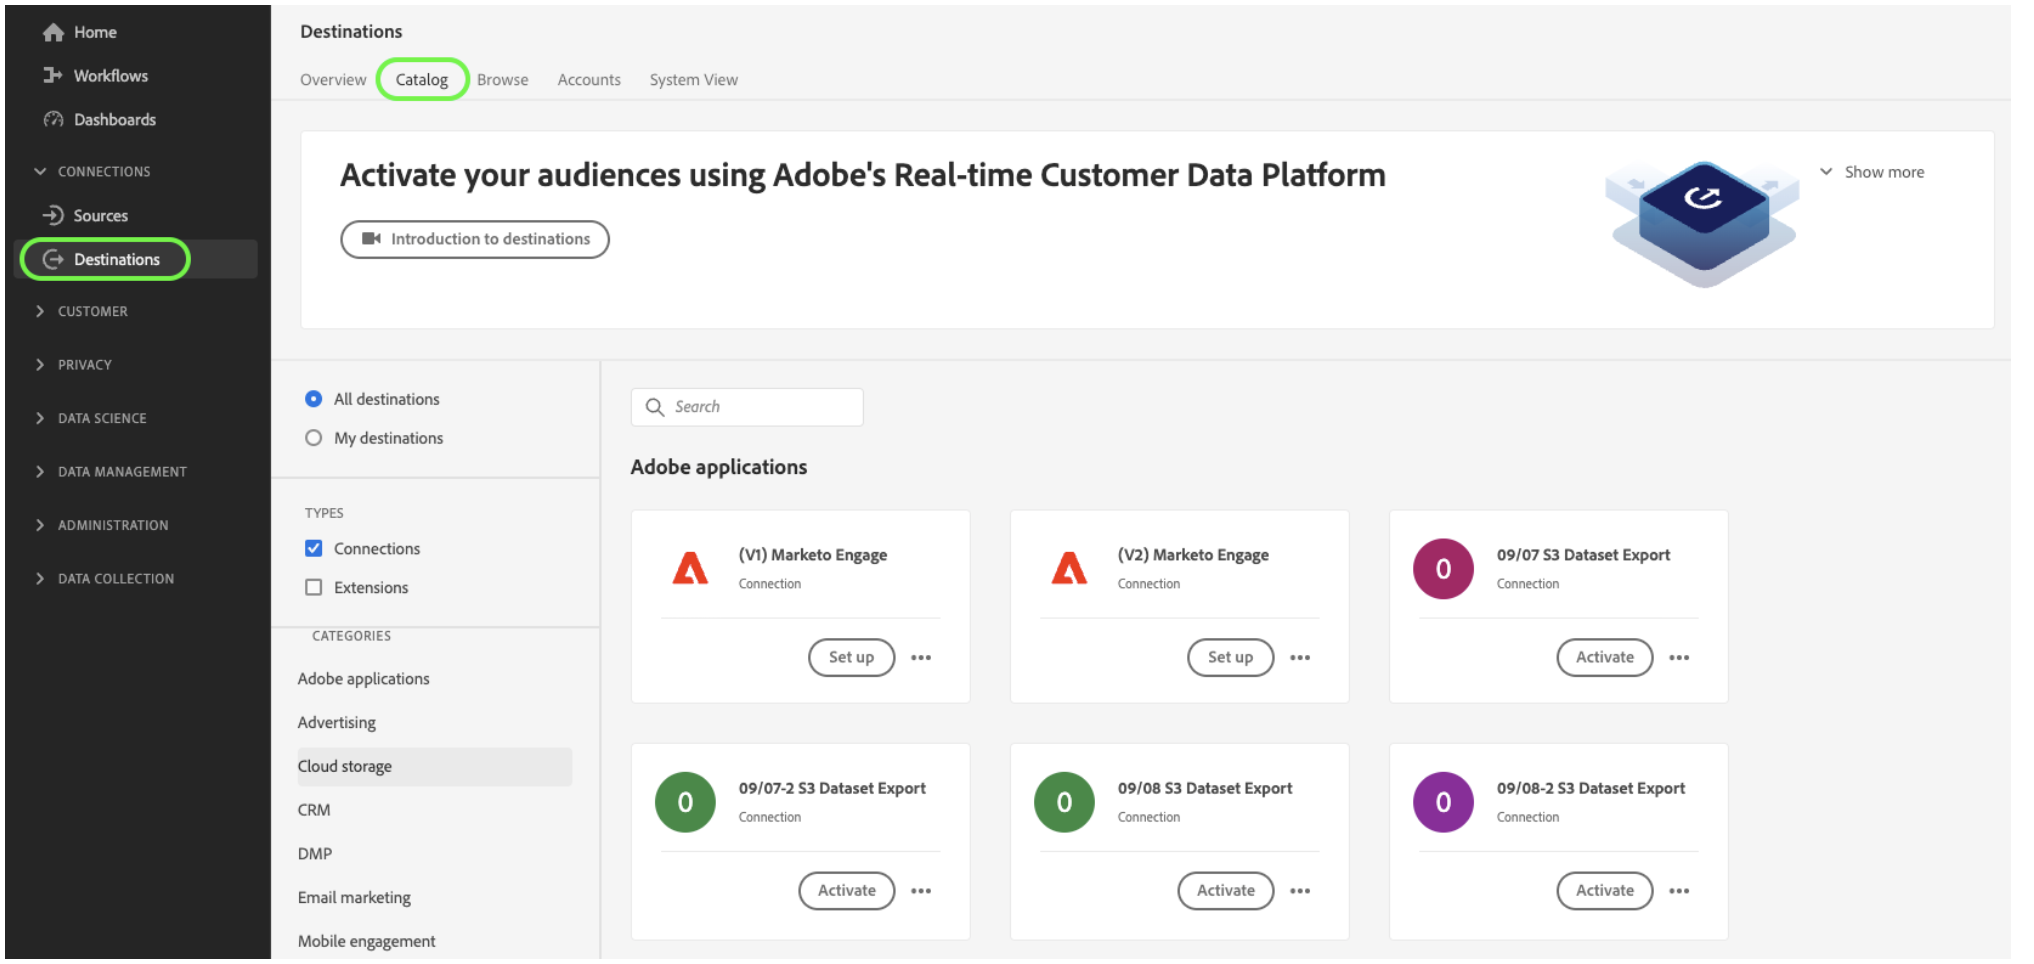 Home
Workflows
Dashboards
CONNECTIONS
Sources
Destinations
CUSTOMER
PRIVACY
DATA SCIENCE
DATA MANAGEMENT
ADMINISTRATION
DATA COLLECTION
Destinations
Overview Catalog Browse Accounts System View
Activate your audiences using Adobe's Real-time Customer Data Platform
Show more
Introduction to destinations
All destinations
My destinations
TYPES
Connections
Extensions
CATEGORIES
Adobe applications
Advertising
Cloud storage
CRM
DMP
Email marketing
Mobile engagement
Search
Adobe applications
(V1) Marketo Engage
Connection
Set up
(V2) Marketo Engage
Connection
Set up
0
09/07 S3 Dataset Export
Connection
Activate
0
09/07-2 S3 Dataset Export
Connection
Activate
0
09/08 S3 Dataset Export
Connection
Activate
0
09/08-2 S3 Dataset Export
Connection
Activate